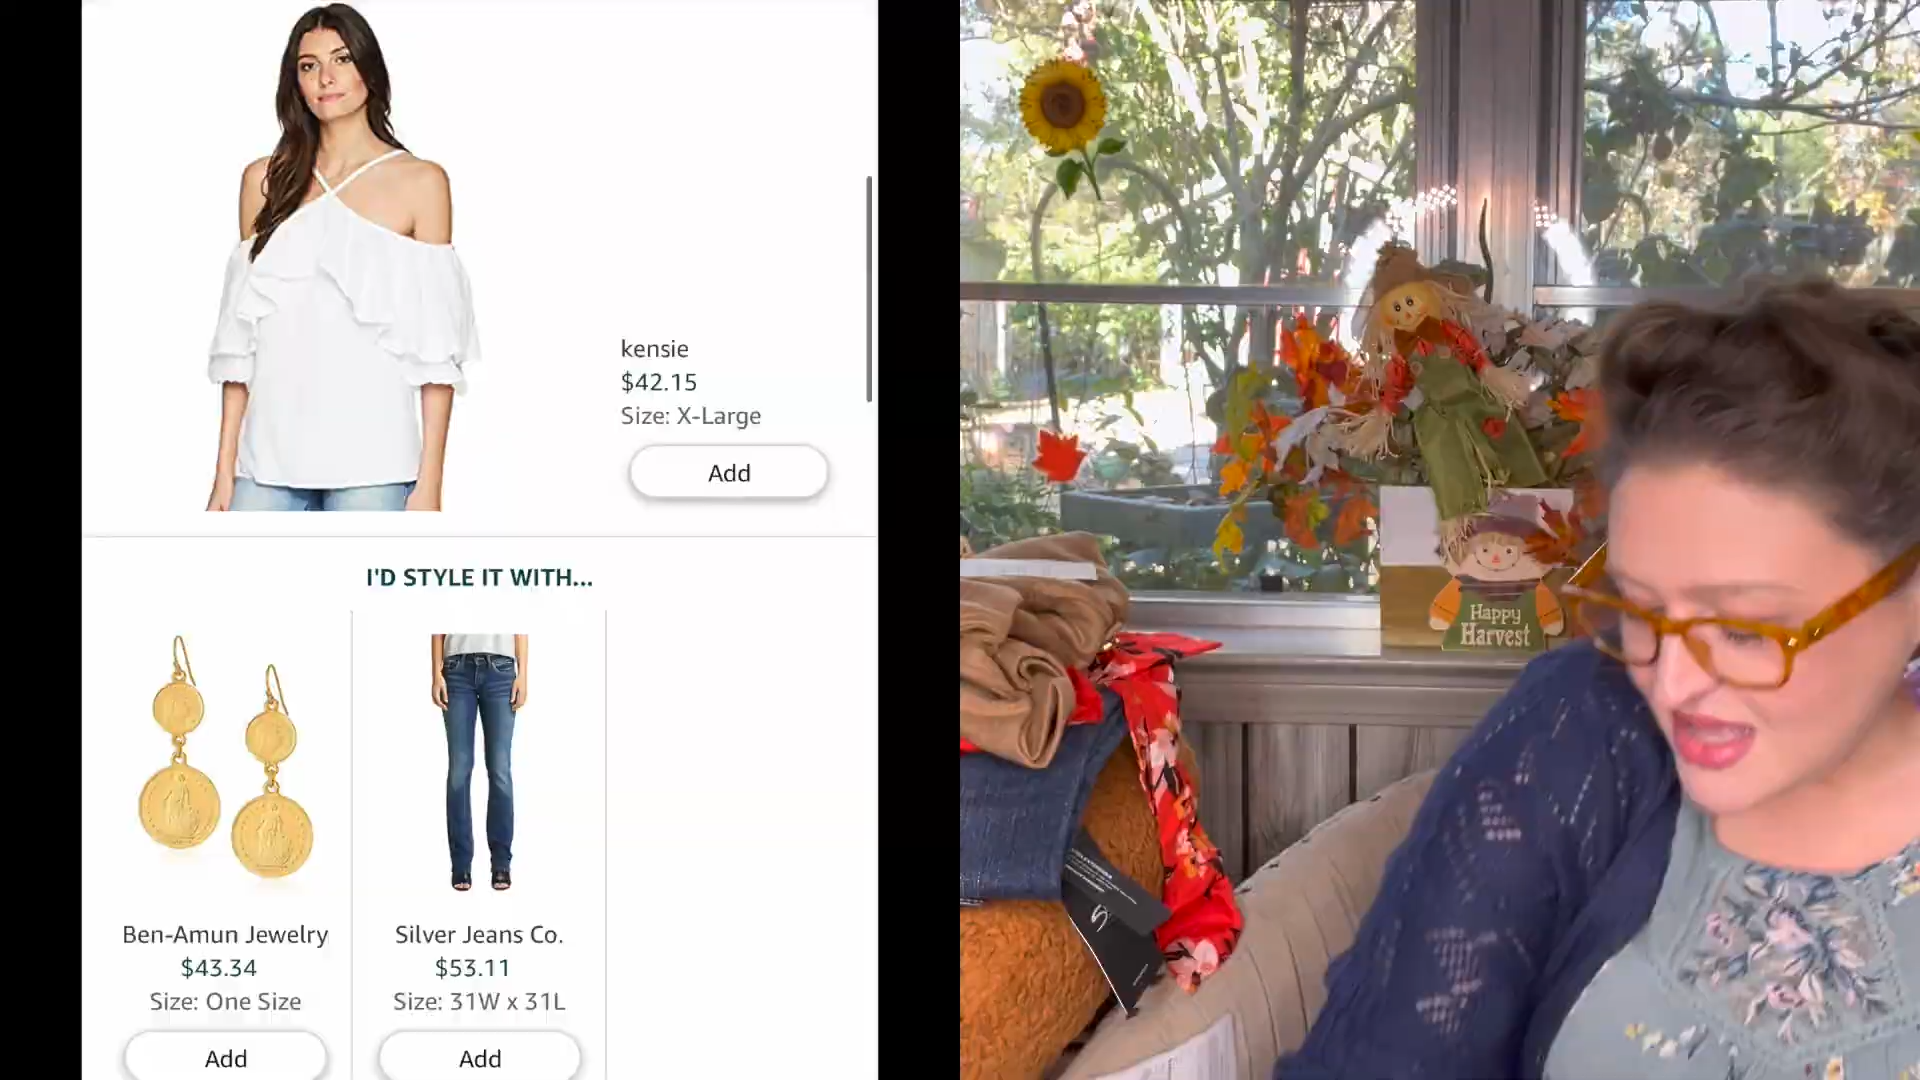 kensie
$42.15
Size: X-Large
Add
I'D STYLE IT WITH...
Ben-Amun Jewelry
$43.34
Size: One Size
Add
Silver Jeans Co.
$53.11
Size: 31W x 31L
Add
Happy
Harvest